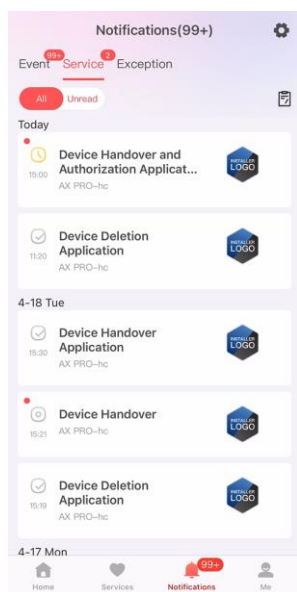 Notifications(99+)
99+
2
Event Service Exception
All Unread
Today
Device Handover and
Authorization Applicat...
15:00
AX PRO-hc
INSTALLER
LOGO
Device Deletion
Application
11:20
AX PRO-hc
INSTALLER
LOGO
4-18 Tue
Device Handover
Application
15:30
AX PRO-hc
INSTALLER
LOGO
Device Handover
15:21
AX PRO-hc
INSTALLER
LOGO
Device Deletion
Application
15:19
AX PRO-hc
INSTALLER
LOGO
4-17 Mon
99+
Home Services Notifications Me